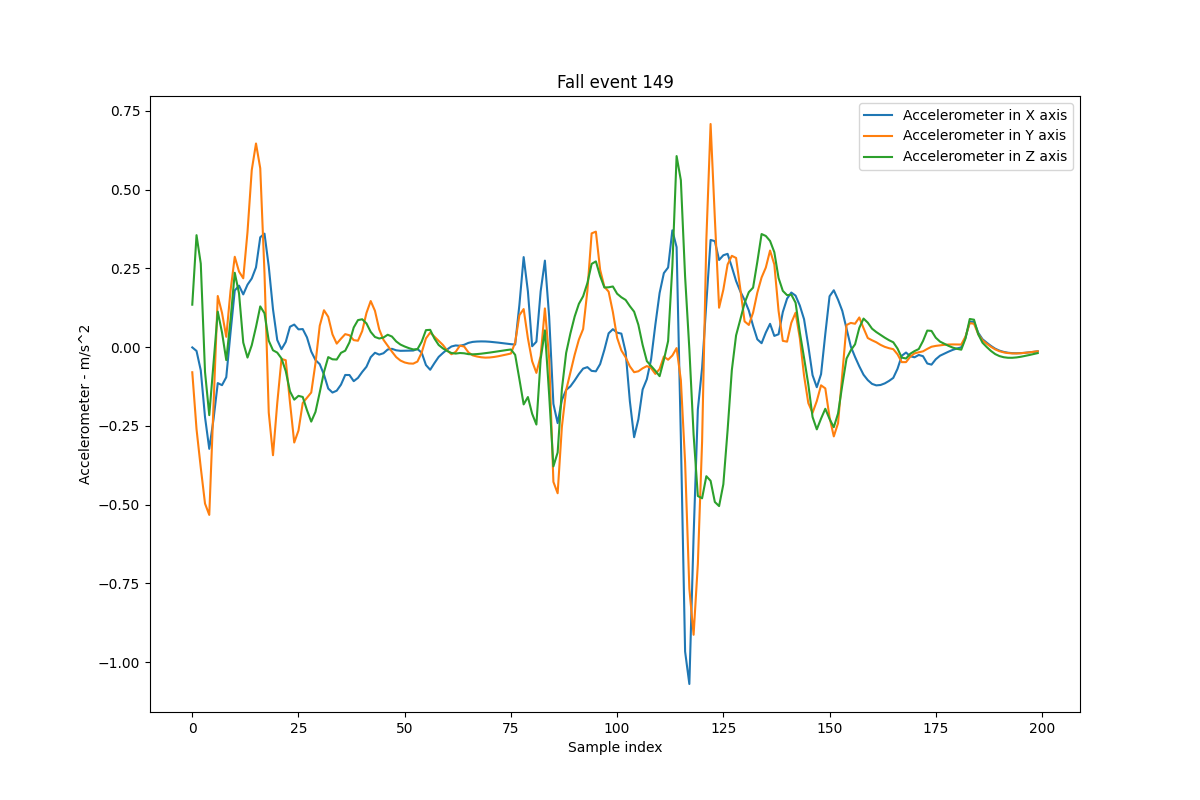 Fall event 149
Accelerometer in X axis
Accelerometer in Y axis
Accelerometer in Z axis
0.75
0.50
0.25
0.00
−0.25
−0.50
−0.75
−1.00
Accelerometer - m/s^2
0 25 50 75 100 125 150 175 200
Sample index